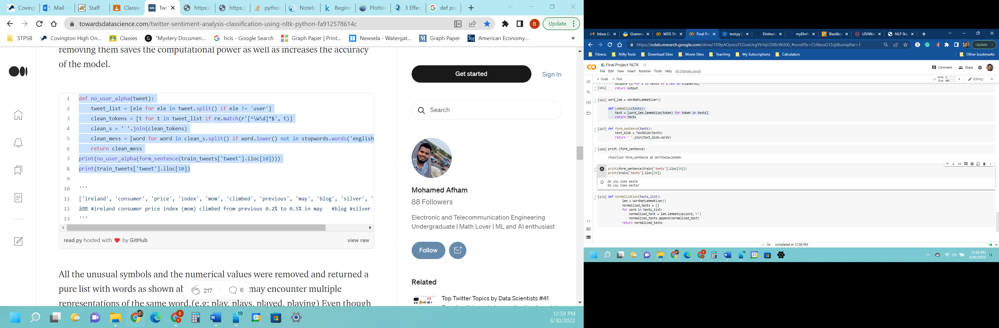 Coving
Mail - 
Staff
Classw
tds
Twi
https:/
https:/
python
Noteb
Beginn
Plottin
3 Effec
def pre
towardsdatascience.com/twitter-sentiment-analysis-classification-using-nltk-python-fa912578614c
B
Update
STPSB
Covington High On...
Classes
"Mystery Documen...
hcis - Google Search
Graph Paper | Print...
Newsela - Watergat...
Graph Paper
American Economy...
»
removing them saves the computational power as well as increases the accuracy
of the model.
1 def no_user_alpha(tweet):
2 tweet_list = [ele for ele in tweet.split() if ele != 'user']
3 clean_tokens = [t for t in tweet_list if re.match(r'[^\W\d]*$', t)]
4 clean_s = ' '.join(clean_tokens)
5 clean_mess = [word for word in clean_s.split() if word.lower() not in stopwords.words('english
6 return clean_mess
7 print(no_user_alpha(form_sentence(train_tweets['tweet'].iloc[10])))
8 print(train_tweets['tweet'].iloc[10])
9
10 '''
11 ['ireland', 'consumer', 'price', 'index', 'mom', 'climbed', 'previous', 'may', 'blog', 'silver', '
12 â #ireland consumer price index (mom) climbed from previous 0.2% to 0.5% in may #blog #silver
13 '''
read.py hosted with ❤ by GitHub
view raw
All the unusual symbols and the numerical values were removed and returned a
pure list with words as shown ab
may encounter multiple
217
6
representations of the same word.(e.g: play, plays, played, playing) Even though
Get started
Sign In
Search
Mohamed Afham
88 Followers
Electronic and Telecommunication Engineering
Undergraduate | Math Lover | ML and AI enthusiast
Follow
Related
Top Twitter Topics by Data Scientists #41
19
31
12:59 PM
3/30/2022
Inbox (2
Gramma
MDS 56
Final Pro
text.py |
Elmhurs
myElmh
Blackbo
USIIWor
NLP Ste
https://colab.research.google.com/drive/1D9pAOyovzTCGoeUvgYbYqU3XBcWiXXi_#scrollTo=CU8ecxG13cjI&uniqifier=1
Update
Fitness
Nifty Tools
Download Sites
Movie Sites
Teaching
My Subscriptions
Calculators
Other bookmarks
Final Project NLTK
File Edit View Insert Runtime Tools Help All changes saved
Comment
Share
+ Code + Text
RAM
Disk
Editing
output= [i for i in texts if i not in stopwords]
[151] return output
[161] word_lem = WordNetLemmatizer()
def Lemmatize(texts):
text = [word_lem.lemmatize(token) for token in texts]
return texts
[167] def form_sentence(texts):
text_blob = TextBlob(texts)
return ' '.join(text_blob.words)
[168] print (form_sentence)
<function form_sentence at 0x7f3e3ac2e560>
print(form_sentence(train['texts'].iloc[29]))
print(train['texts'].iloc[29])
Do you like pasta
Do you like pasta?
[172] def normalization(texts_list):
lem = WordNetLemmatizer()
normalized_texts = []
for word in texts_list:
normalized_text = lem.lemmatize(word,'v')
normalized_texts.append(normalized_text)
return normalized_texts
0s completed at 12:58 PM
19
31
12:59 PM
3/30/2022
12